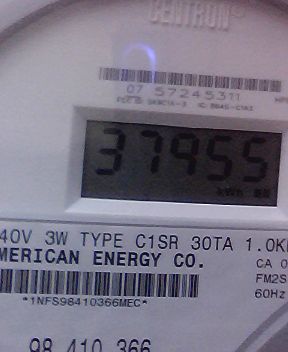 CENTRON®
07 57245311
37955
kWh
40V 3W TYPE C1SR 30TA 1.0K
MERICAN ENERGY CO.
CA 0
FM2S
60Hz
*1NFS98410366MEC*
98 410 366